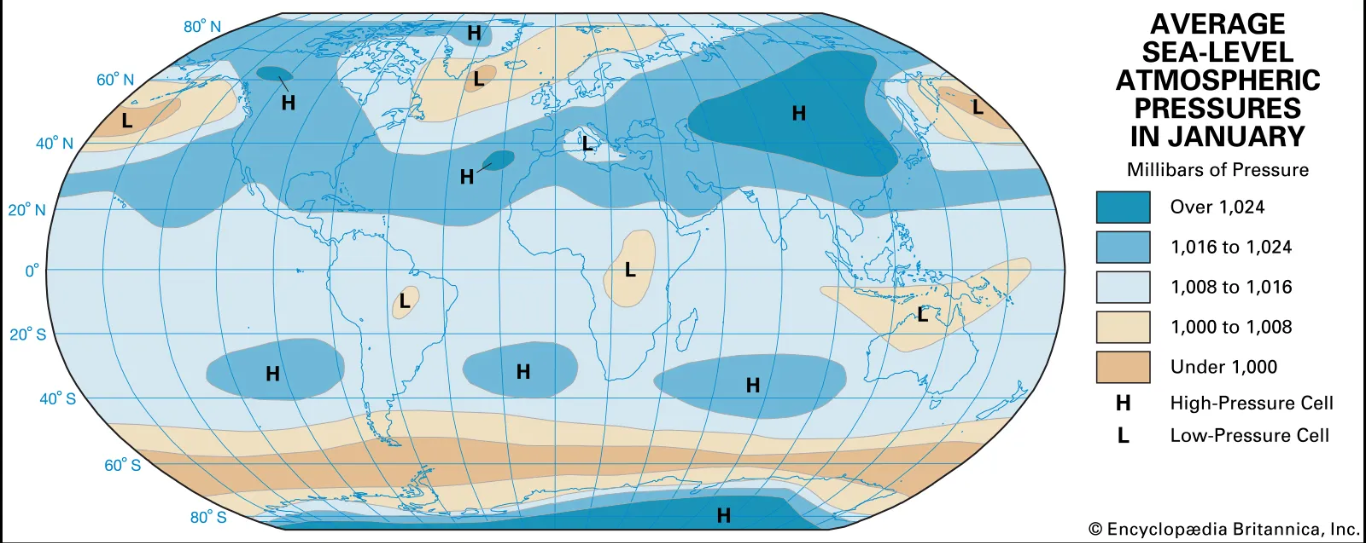 AVERAGE
SEA-LEVEL
ATMOSPHERIC
PRESSURES
IN JANUARY
Millibars of Pressure
Over 1,024
1,016 to 1,024
1,008 to 1,016
1,000 to 1,008
Under 1,000
H High-Pressure Cell
L Low-Pressure Cell
80° N
60° N
40° N
20° N
0°
20° S
40° S
60° S
80° S
H
L
H
L
H
L
L
H
L
L
L
H
H
H
H
© Encyclopædia Britannica, Inc.